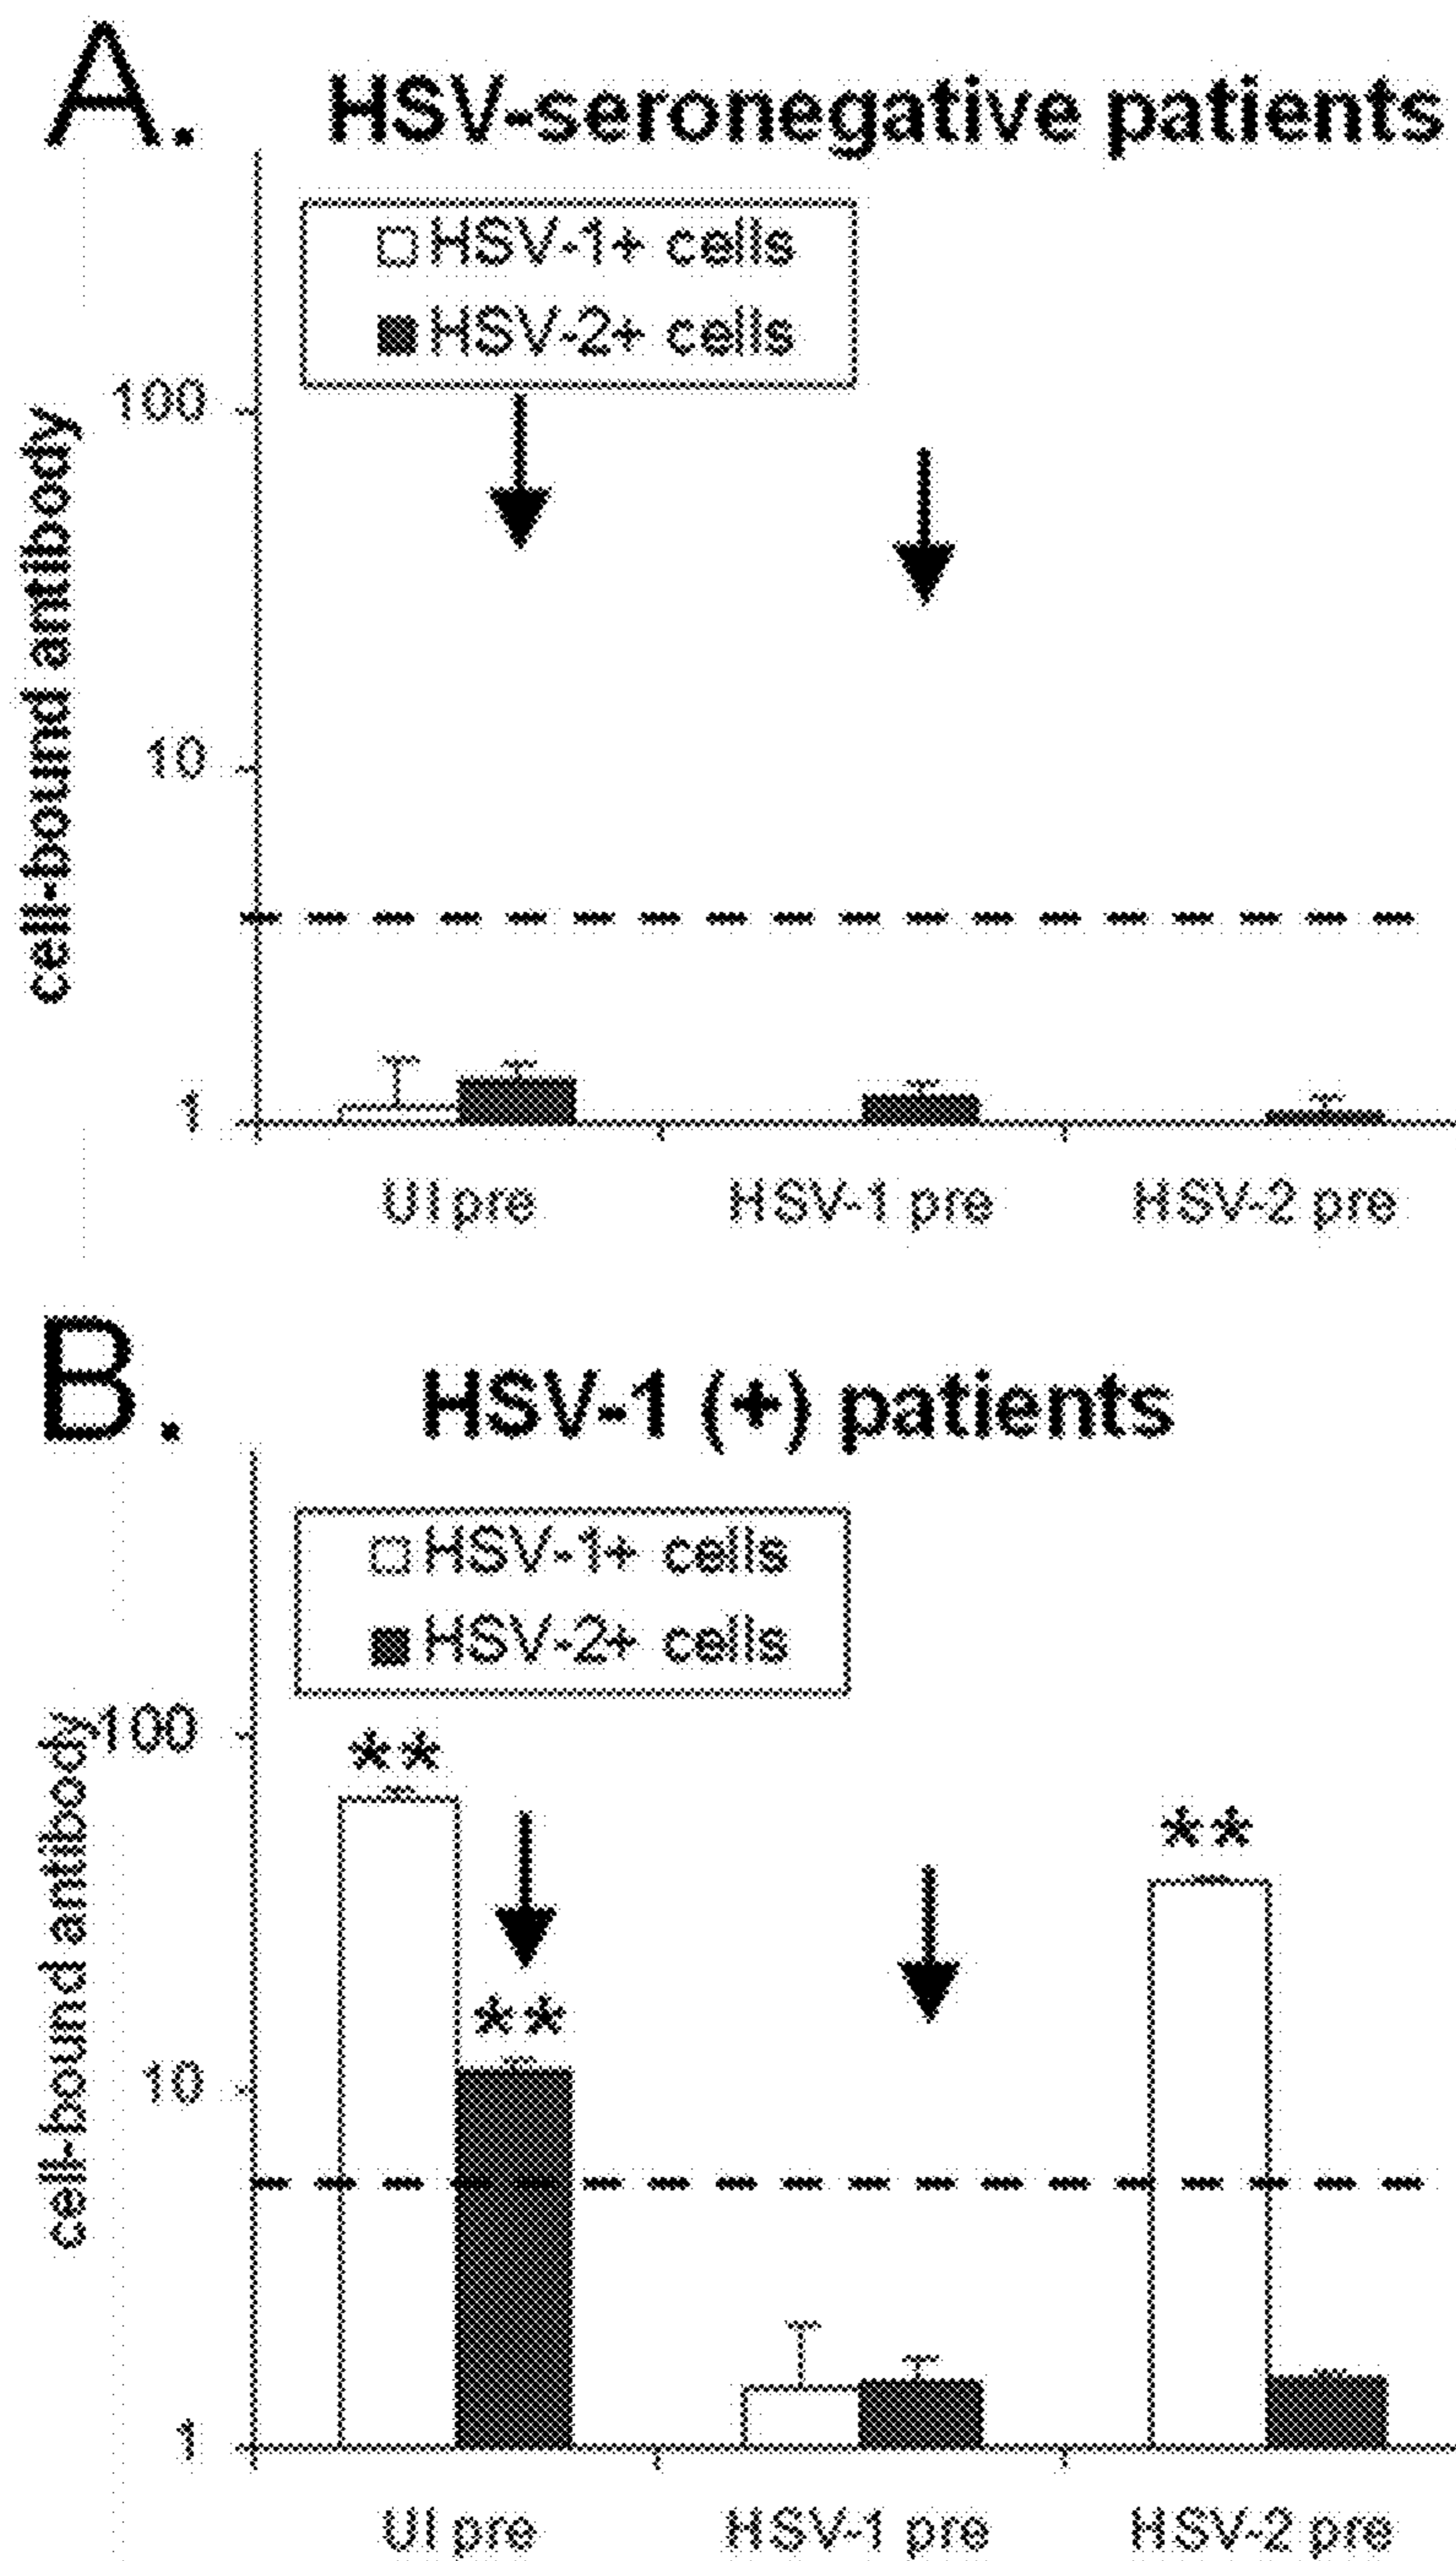 A. HSV-seronegative patients
HSV-1+ cells
HSV-2+ cells
cell-bound antibody
100
10
1
UI pre HSV-1 pre HSV-2 pre
B. HSV-1 (+) patients
HSV-1+ cells
HSV-2+ cells
cell-bound antibody
100
**
**
**
10
1
UI pre HSV-1 pre HSV-2 pre